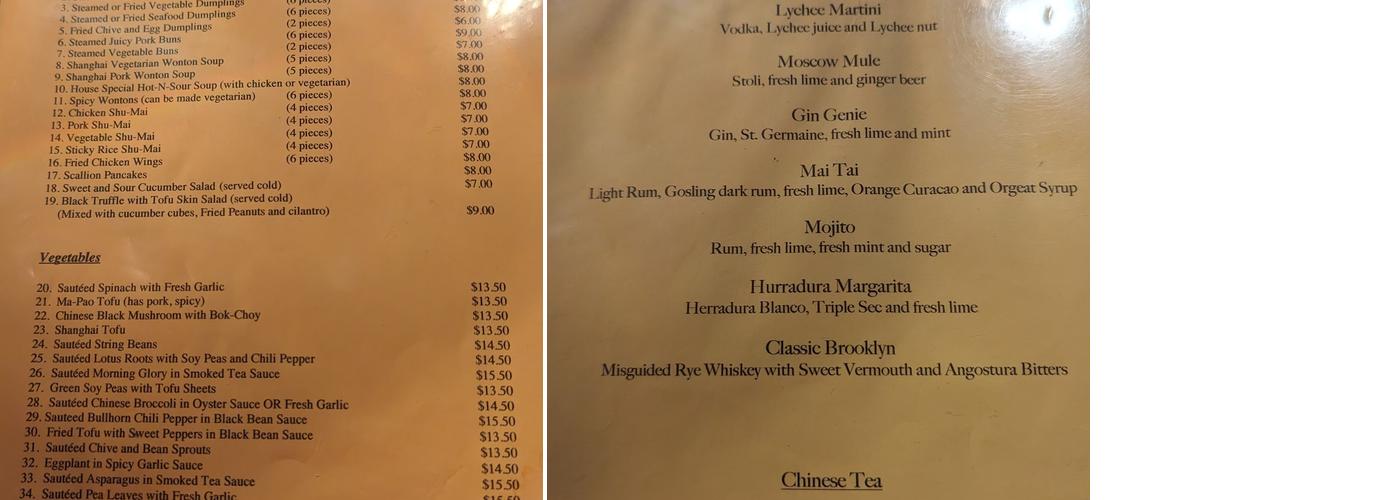 3. Steamed or Fried Vegetable Dumplings (6 pieces)
4. Steamed or Fried Seafood Dumplings (6 pieces) $8.00
5. Fried Chive and Egg Dumplings (2 pieces) $6.00
6. Steamed Juicy Pork Buns (6 pieces) $9.00
7. Steamed Vegetable Buns (2 pieces) $7.00
8. Shanghai Vegetarian Wonton Soup (5 pieces) $8.00
9. Shanghai Pork Wonton Soup (5 pieces) $8.00
10. House Special Hot-N-Sour Soup (with chicken or vegetarian) $8.00
11. Spicy Wontons (can be made vegetarian) (6 pieces) $8.00
12. Chicken Shu-Mai (4 pieces) $7.00
13. Pork Shu-Mai (4 pieces) $7.00
14. Vegetable Shu-Mai (4 pieces) $7.00
15. Sticky Rice Shu-Mai (4 pieces) $7.00
16. Fried Chicken Wings (6 pieces) $8.00
17. Scallion Pancakes $8.00
18. Sweet and Sour Cucumber Salad (served cold) $7.00
19. Black Truffle with Tofu Skin Salad (served cold)
(Mixed with cucumber cubes, Fried Peanuts and cilantro) $9.00
Vegetables
20. Sautéed Spinach with Fresh Garlic $13.50
21. Ma-Pao Tofu (has pork, spicy) $13.50
22. Chinese Black Mushroom with Bok-Choy $13.50
23. Shanghai Tofu $13.50
24. Sautéed String Beans $14.50
25. Sautéed Lotus Roots with Soy Peas and Chili Pepper $14.50
26. Sautéed Morning Glory in Smoked Tea Sauce $15.50
27. Green Soy Peas with Tofu Sheets $13.50
28. Sautéed Chinese Broccoli in Oyster Sauce OR Fresh Garlic $14.50
29. Sauteed Bullhorn Chili Pepper in Black Bean Sauce $15.50
30. Fried Tofu with Sweet Peppers in Black Bean Sauce $13.50
31. Sautéed Chive and Bean Sprouts $13.50
32. Eggplant in Spicy Garlic Sauce $14.50
33. Sautéed Asparagus in Smoked Tea Sauce $15.50
34. Sautéed Pea Leaves with Fresh Garlic
Lychee Martini
Vodka, Lychee juice and Lychee nut
Moscow Mule
Stoli, fresh lime and ginger beer
Gin Genie
Gin, St. Germaine, fresh lime and mint
Mai Tai
Light Rum, Gosling dark rum, fresh lime, Orange Curacao and Orgeat Syrup
Mojito
Rum, fresh lime, fresh mint and sugar
Hurradura Margarita
Herradura Blanco, Triple Sec and fresh lime
Classic Brooklyn
Misguided Rye Whiskey with Sweet Vermouth and Angostura Bitters
Chinese Tea